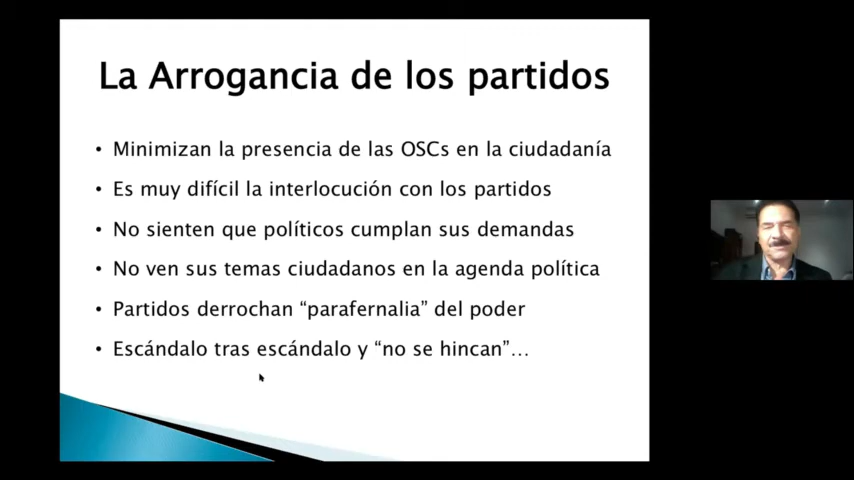 La Arrogancia de los partidos
• Minimizan la presencia de las OSCs en la ciudadanía
• Es muy difícil la interlocución con los partidos
• No sienten que políticos cumplan sus demandas
• No ven sus temas ciudadanos en la agenda política
• Partidos derrochan “parafernalia” del poder
• Escándalo tras escándalo y “no se hincan”...